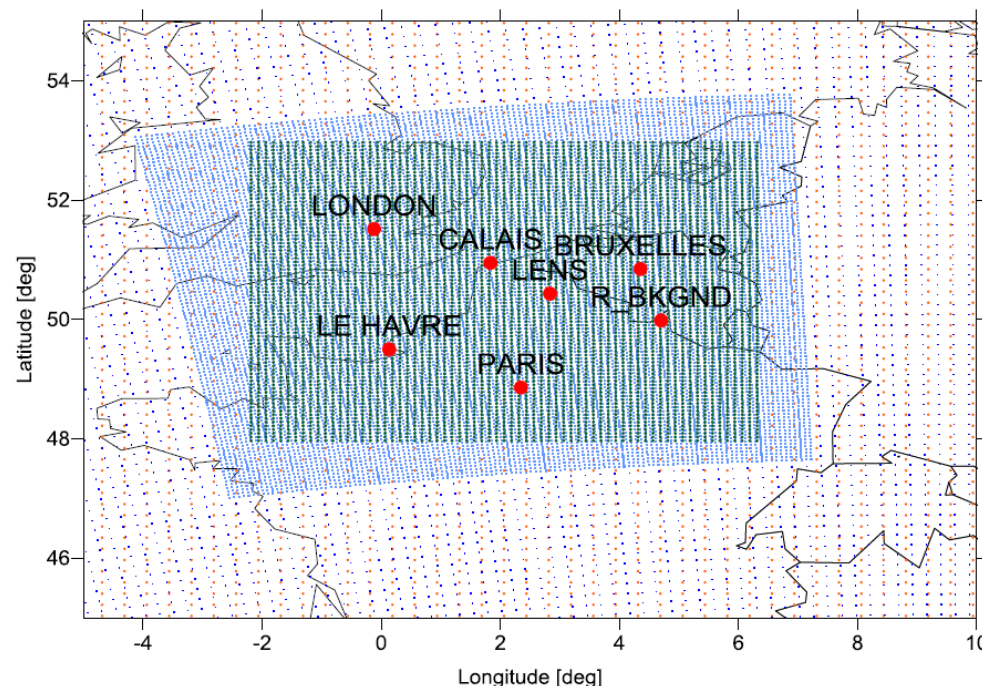 54
52
LONDON
CALAIS BRUXELLES
LENS
R_BKGND
50
LE HAVRE
PARIS
48
46
Latitude [deg]
-4 -2 0 2 4 6 8 10
Longitude [deg]